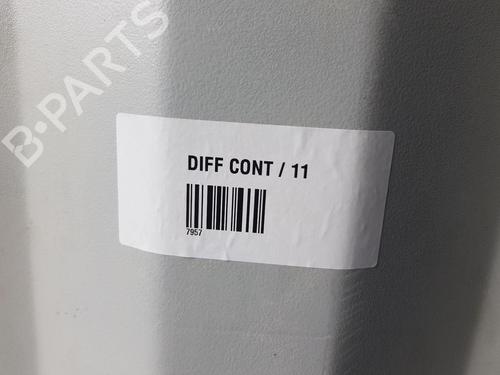 B-PARTS
DIFF CONT / 11
7957